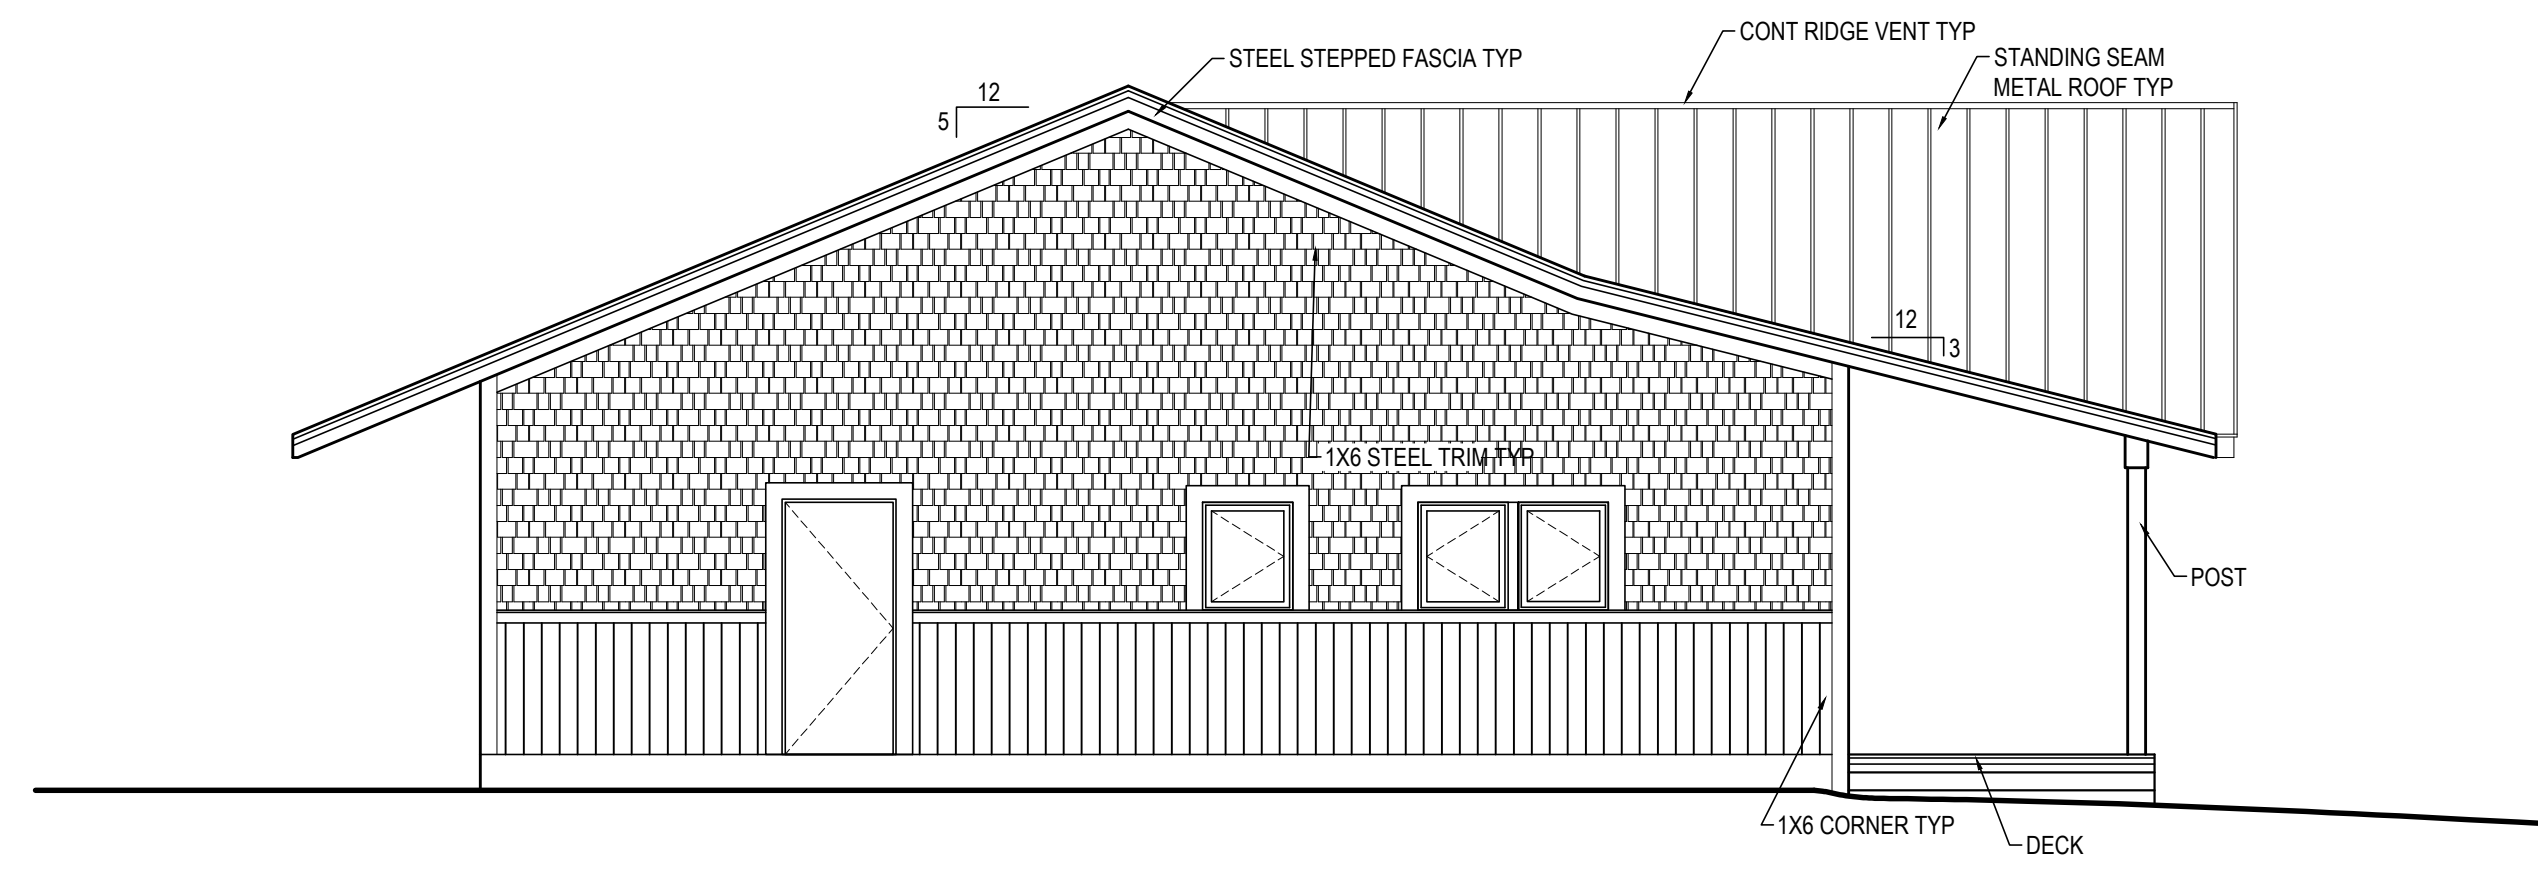 CONT RIDGE VENT TYP
STEEL STEPPED FASCIA TYP
STANDING SEAM
METAL ROOF TYP
12
5
12
3
1X6 STEEL TRIM TYP
POST
1X6 CORNER TYP
DECK